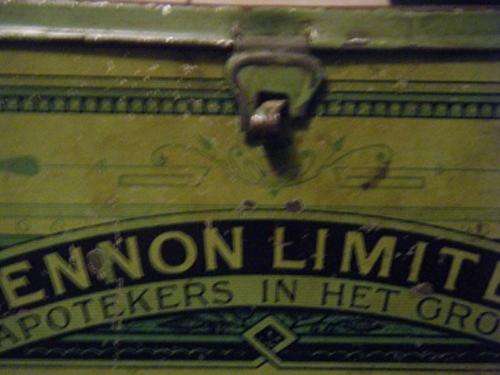 ENNON LIMITE
APOTEKERS IN HET GRO